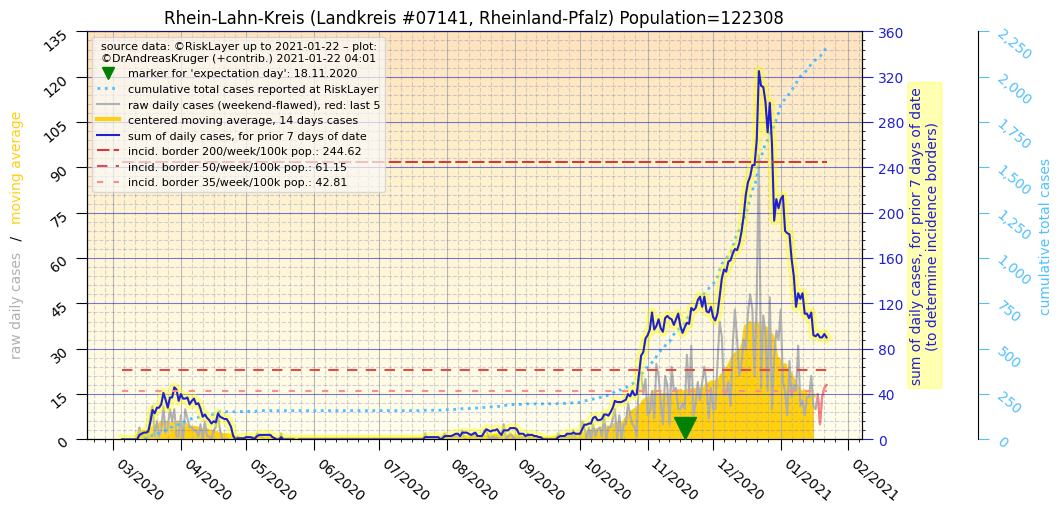 Rhein-Lahn-Kreis (Landkreis #07141, Rheinland-Pfalz) Population=122308
source data: ©RiskLayer up to 2021-01-22 – plot:
©DrAndreasKruger (+contrib.) 2021-01-22 04:01
marker for 'expectation day': 18.11.2020
cumulative total cases reported at RiskLayer
raw daily cases (weekend-flawed), red: last 5
centered moving average, 14 days cases
sum of daily cases, for prior 7 days of date
incid. border 200/week/100k pop.: 244.62
incid. border 50/week/100k pop.: 61.15
incid. border 35/week/100k pop.: 42.81
raw daily cases / moving average
135
120
105
90
75
60
45
30
15
0
03/2020
04/2020
05/2020
06/2020
07/2020
08/2020
09/2020
10/2020
11/2020
12/2020
01/2021
02/2021
360
320
280
240
200
160
120
80
40
0
sum of daily cases, for prior 7 days of date
(to determine incidence borders)
2,250
2,000
1,750
1,500
1,250
1,000
750
500
250
0
cumulative total cases